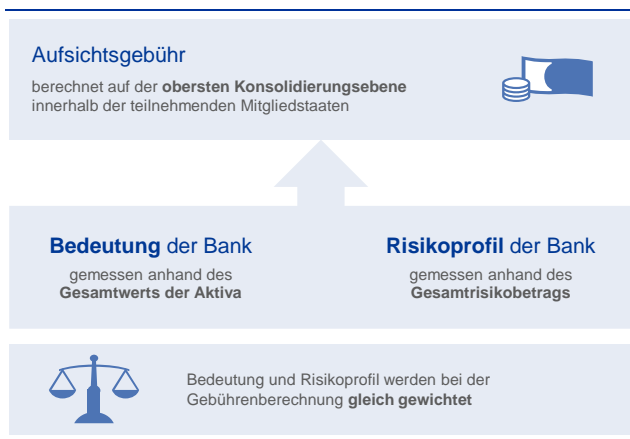 Aufsichtsgebühr
berechnet auf der obersten Konsolidierungsebene
innerhalb der teilnehmenden Mitgliedstaaten
Bedeutung der Bank
gemessen anhand des
Gesamtwerts der Aktiva
Risikoprofil der Bank
gemessen anhand des
Gesamtrisikobetrags
Bedeutung und Risikoprofil werden bei der
Gebührenberechnung gleich gewichtet